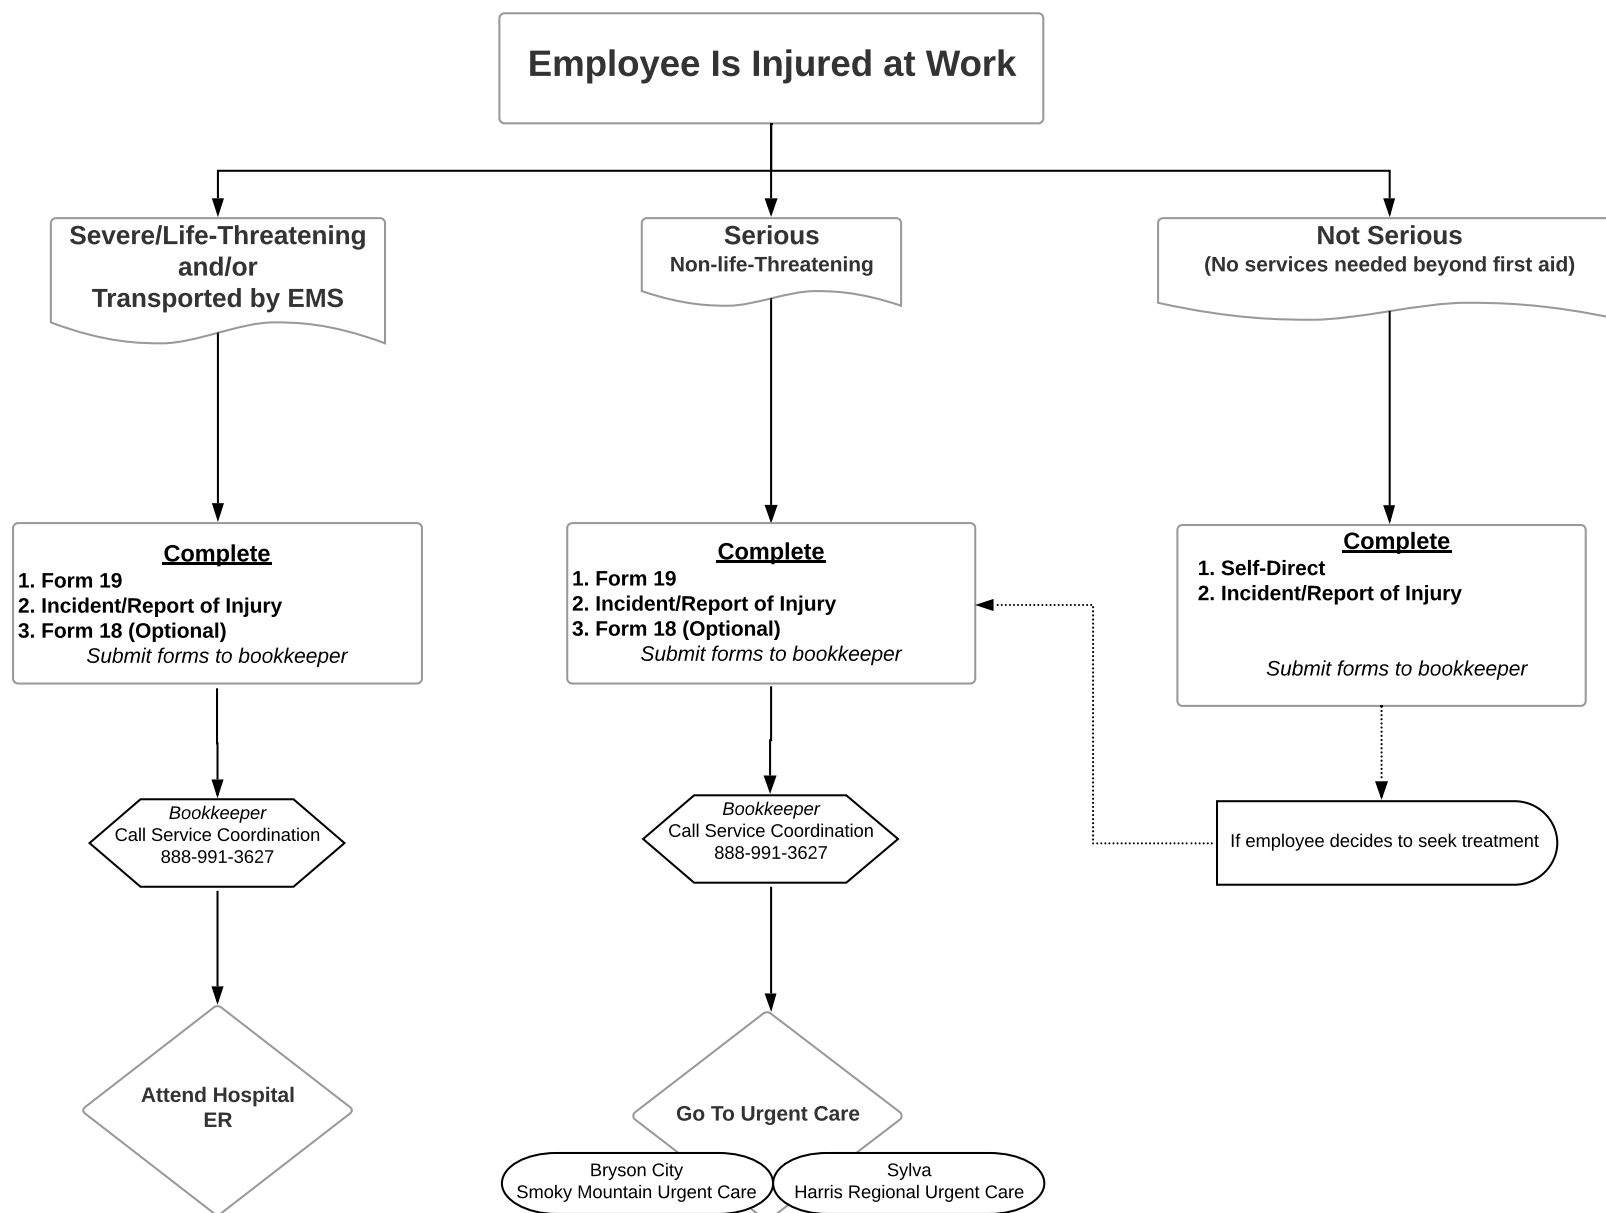 Employee Is Injured at Work
Severe/Life-Threatening
and/or
Transported by EMS
Serious
Non-life-Threatening
Not Serious
(No services needed beyond first aid)
Complete
1. Form 19
2. Incident/Report of Injury
3. Form 18 (Optional)
Submit forms to bookkeeper
Complete
1. Form 19
2. Incident/Report of Injury
3. Form 18 (Optional)
Submit forms to bookkeeper
Complete
1. Self-Direct
2. Incident/Report of Injury
Submit forms to bookkeeper
Bookkeeper
Call Service Coordination
888-991-3627
Bookkeeper
Call Service Coordination
888-991-3627
If employee decides to seek treatment
Attend Hospital
ER
Go To Urgent Care
Bryson City
Smoky Mountain Urgent Care
Sylva
Harris Regional Urgent Care